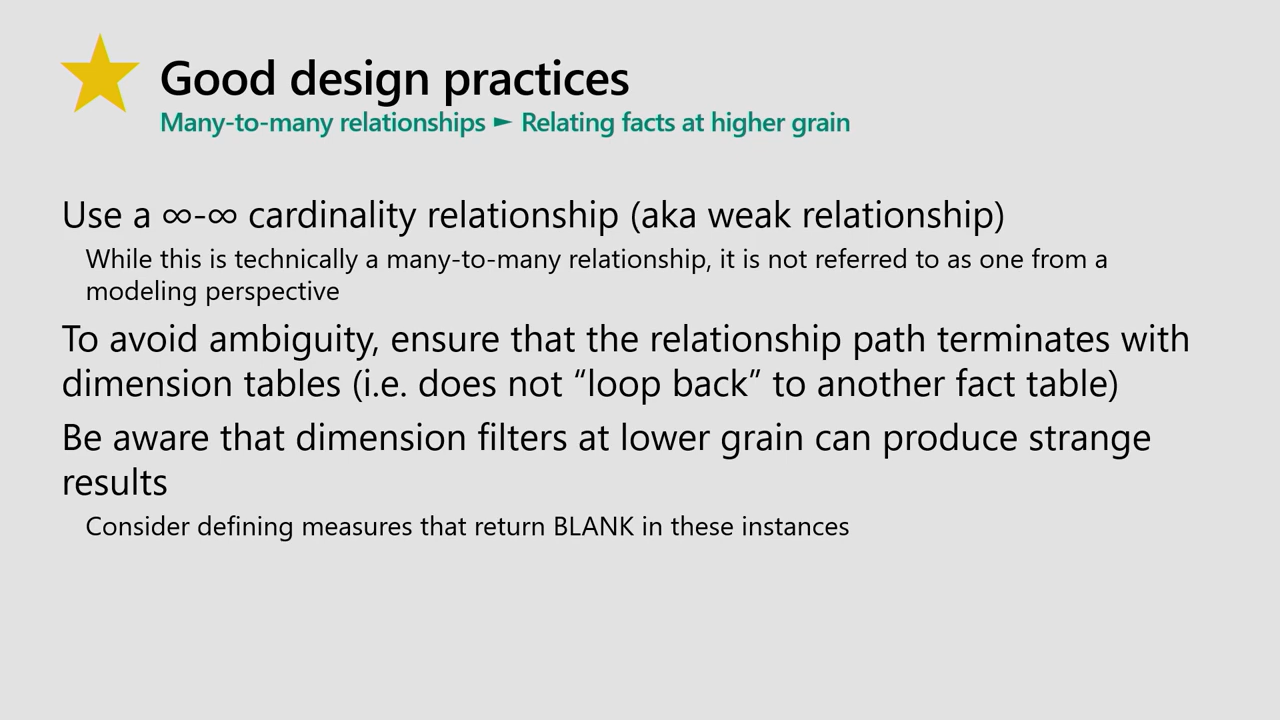 Good design practices
Many-to-many relationships ► Relating facts at higher grain
Use a ∞-∞ cardinality relationship (aka weak relationship)
While this is technically a many-to-many relationship, it is not referred to as one from a
modeling perspective
To avoid ambiguity, ensure that the relationship path terminates with
dimension tables (i.e. does not “loop back” to another fact table)
Be aware that dimension filters at lower grain can produce strange
results
Consider defining measures that return BLANK in these instances